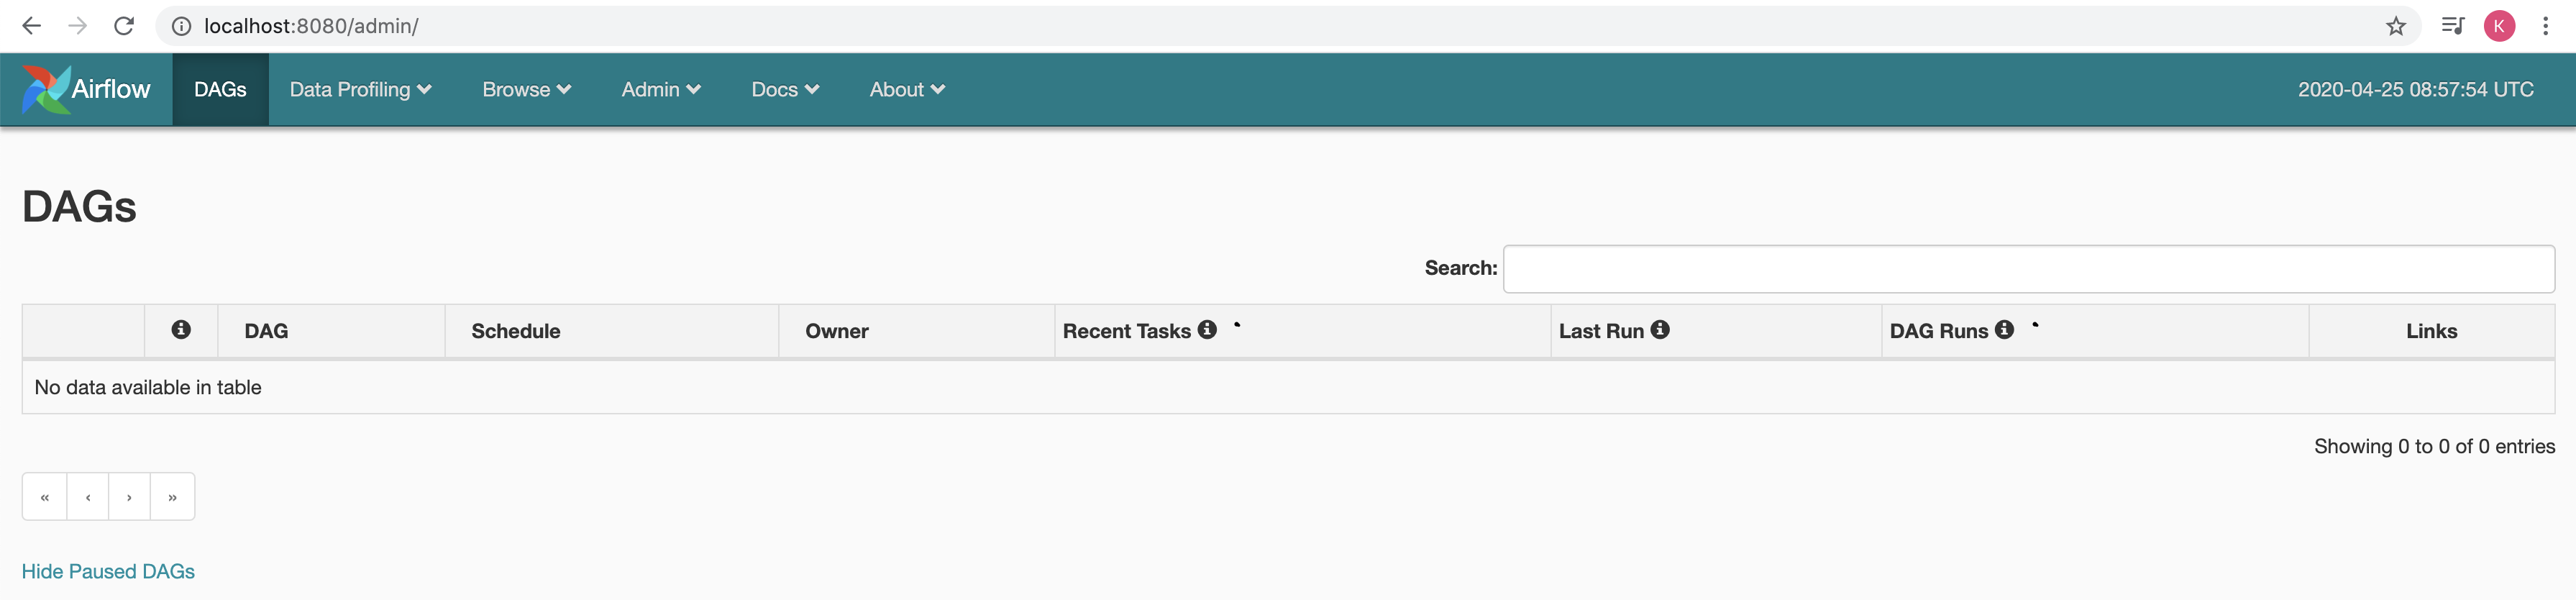 localhost:8080/admin/
K
Airflow DAGs Data Profiling Browse Admin Docs About 2020-04-25 08:57:54 UTC
DAGs
Search:
DAG Schedule Owner Recent Tasks Last Run DAG Runs Links
No data available in table
Showing 0 to 0 of 0 entries
« ‹ › »
Hide Paused DAGs